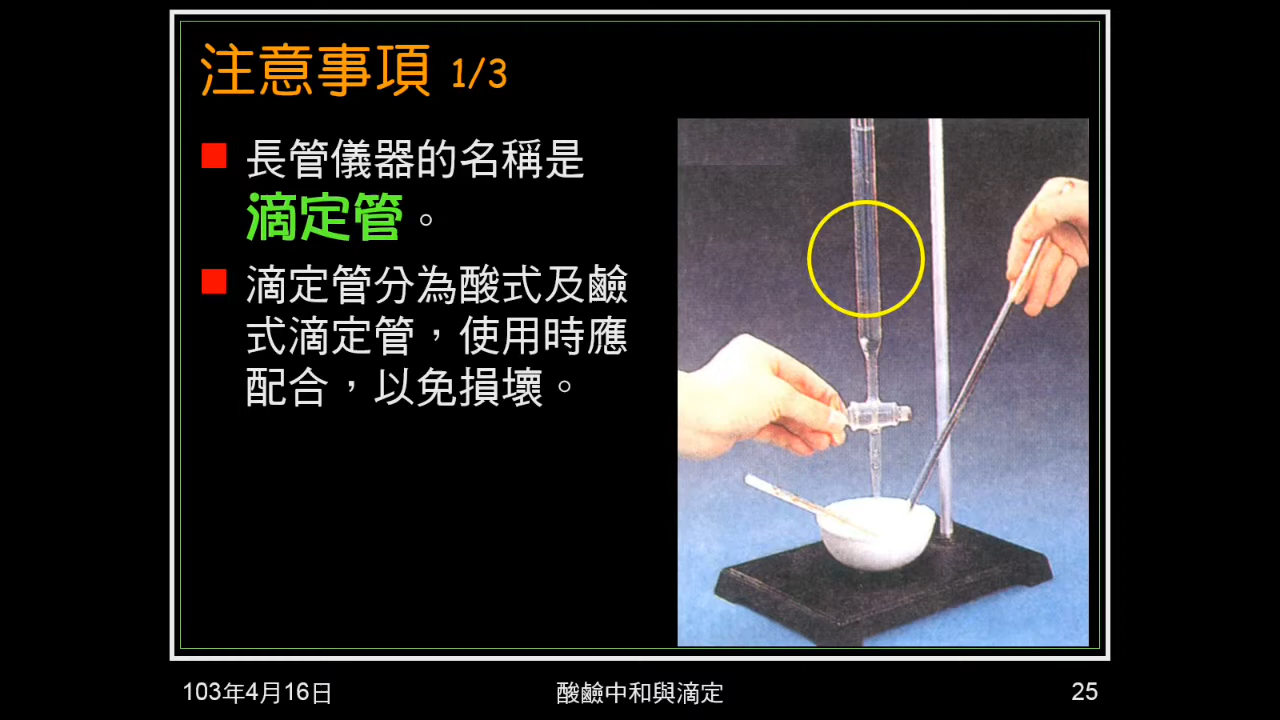 注意事項 1/3
長管儀器的名稱是
滴定管。
滴定管分為酸式及鹼
式滴定管，使用時應
配合，以免損壞。
103年4月16日
酸鹼中和與滴定
25